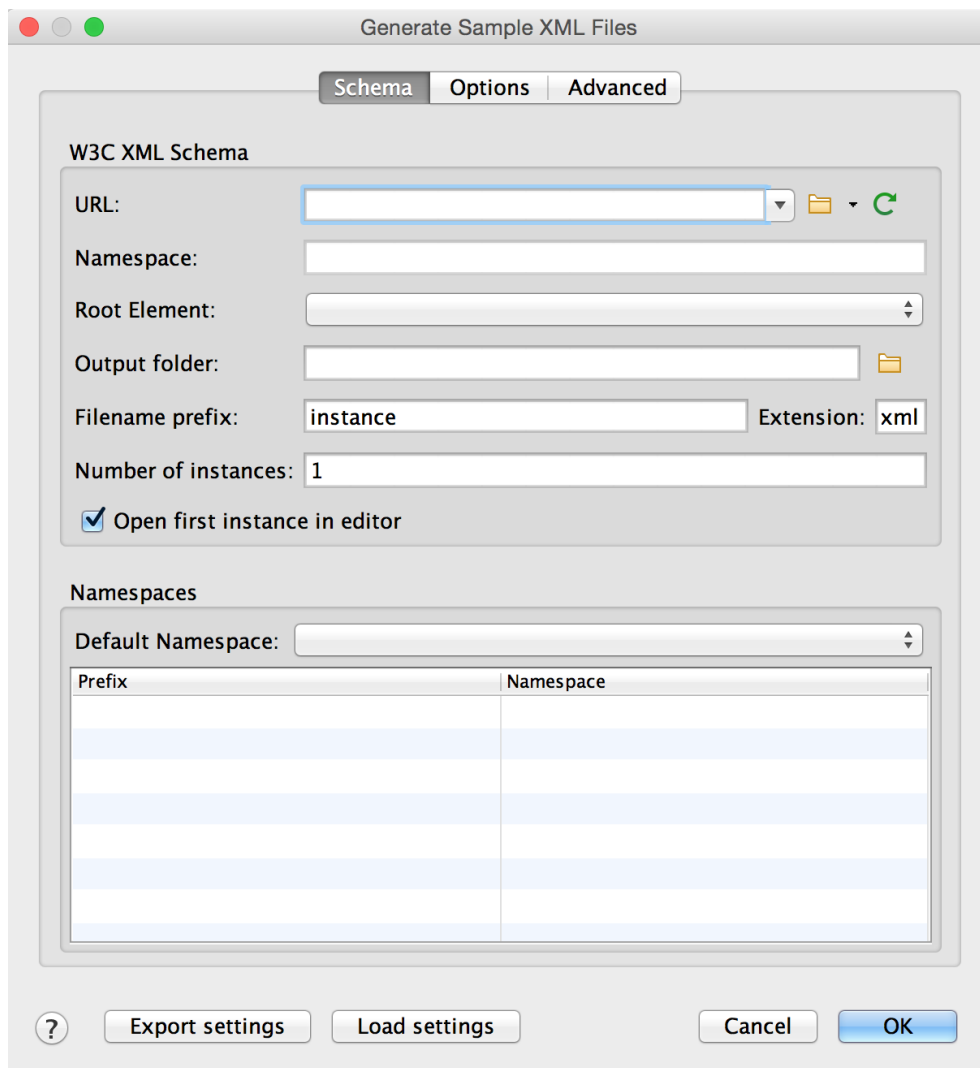 Generate Sample XML Files
Schema Options Advanced
W3C XML Schema
URL:
Namespace:
Root Element:
Output folder:
Filename prefix: instance Extension: xml
Number of instances: 1
Open first instance in editor
Namespaces
Default Namespace:
Prefix Namespace
? Export settings Load settings Cancel OK